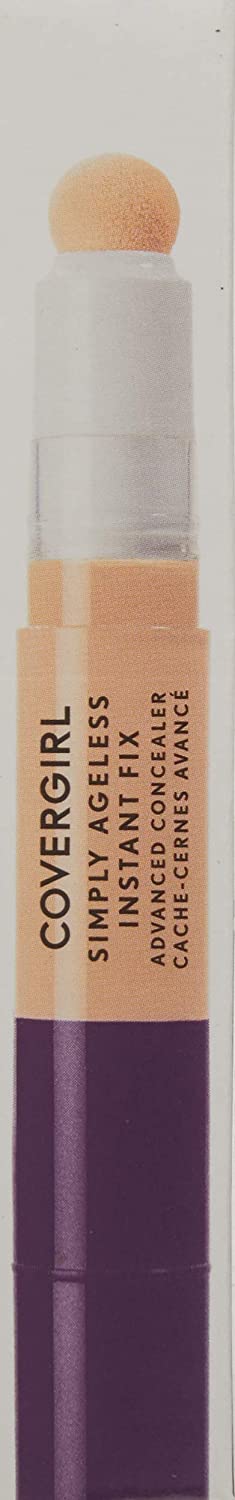 COVERGIRL
SIMPLY AGELESS
INSTANT FIX
ADVANCED CONCEALER
CACHE-CERNES AVANCÉ